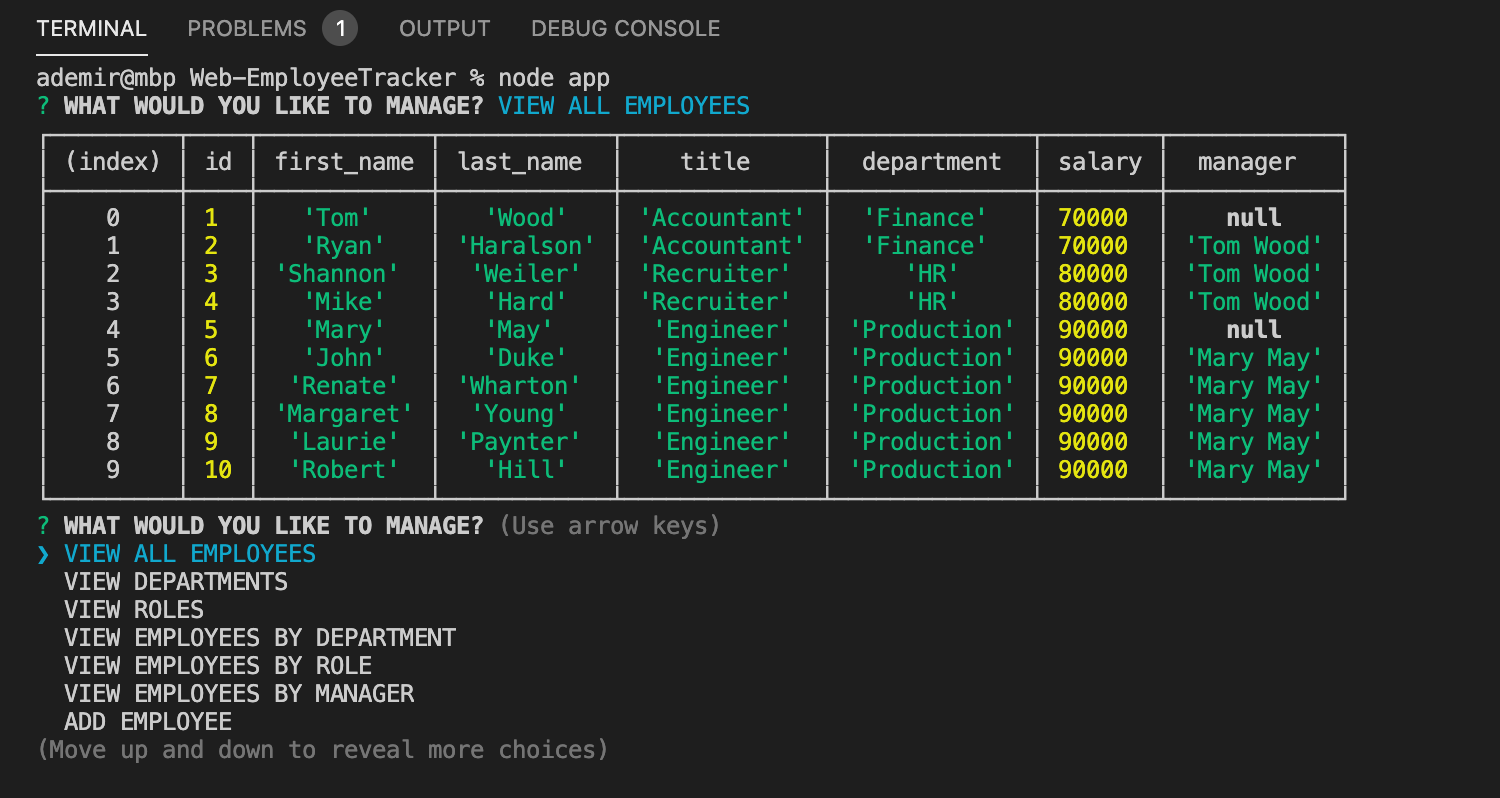 TERMINAL PROBLEMS 1 OUTPUT DEBUG CONSOLE
ademir@mbp Web-EmployeeTracker % node app
? WHAT WOULD YOU LIKE TO MANAGE? VIEW ALL EMPLOYEES
(index) id first_name last_name title department salary manager
0 1 'Tom' 'Wood' 'Accountant' 'Finance' 70000 null
1 2 'Ryan' 'Haralson' 'Accountant' 'Finance' 70000 'Tom Wood'
2 3 'Shannon' 'Weiler' 'Recruiter' 'HR' 80000 'Tom Wood'
3 4 'Mike' 'Hard' 'Recruiter' 'HR' 80000 'Tom Wood'
4 5 'Mary' 'May' 'Engineer' 'Production' 90000 null
5 6 'John' 'Duke' 'Engineer' 'Production' 90000 'Mary May'
6 7 'Renate' 'Wharton' 'Engineer' 'Production' 90000 'Mary May'
7 8 'Margaret' 'Young' 'Engineer' 'Production' 90000 'Mary May'
8 9 'Laurie' 'Paynter' 'Engineer' 'Production' 90000 'Mary May'
9 10 'Robert' 'Hill' 'Engineer' 'Production' 90000 'Mary May'
? WHAT WOULD YOU LIKE TO MANAGE? (Use arrow keys)
❯ VIEW ALL EMPLOYEES
VIEW DEPARTMENTS
VIEW ROLES
VIEW EMPLOYEES BY DEPARTMENT
VIEW EMPLOYEES BY ROLE
VIEW EMPLOYEES BY MANAGER
ADD EMPLOYEE
(Move up and down to reveal more choices)